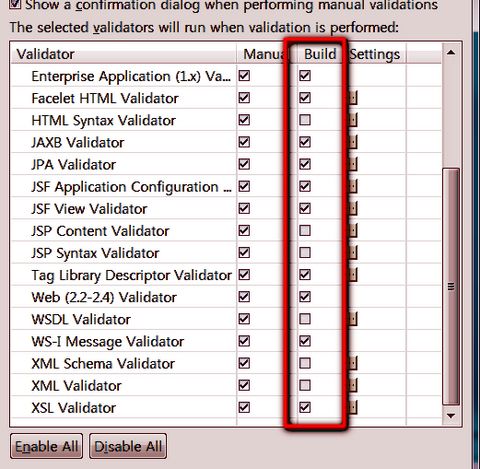 Show a confirmation dialog when performing manual validations
The selected validators will run when validation is performed:
Validator Manua Build Settings
Enterprise Application (1.x) Va...
Facelet HTML Validator
HTML Syntax Validator
JAXB Validator
JPA Validator
JSF Application Configuration ...
JSF View Validator
JSP Content Validator
JSP Syntax Validator
Tag Library Descriptor Validator
Web (2.2-2.4) Validator
WSDL Validator
WS-I Message Validator
XML Schema Validator
XML Validator
XSL Validator
Enable All Disable All